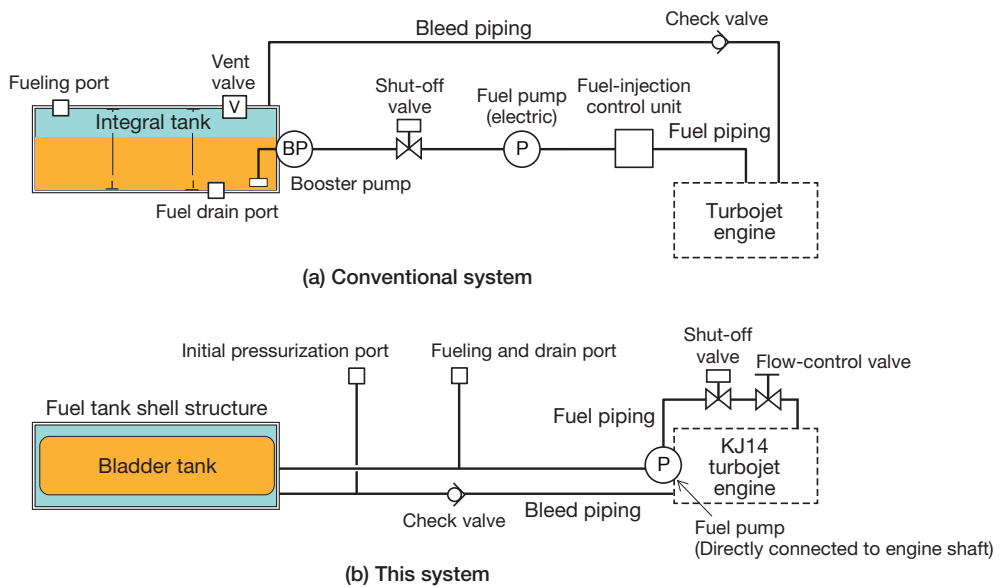 Bleed piping
Check valve
Fueling port
Vent
valve
V
Integral tank
Shut-off
valve
Fuel pump
(electric)
Fuel-injection
control unit
Fuel piping
BP
P
Booster pump
Fuel drain port
Turbojet
engine
(a) Conventional system
Initial pressurization port
Fueling and drain port
Shut-off
valve
Flow-control valve
Fuel tank shell structure
Fuel piping
Bladder tank
P
KJ14
turbojet
engine
Check valve
Bleed piping
Fuel pump
(Directly connected to engine shaft)
(b) This system